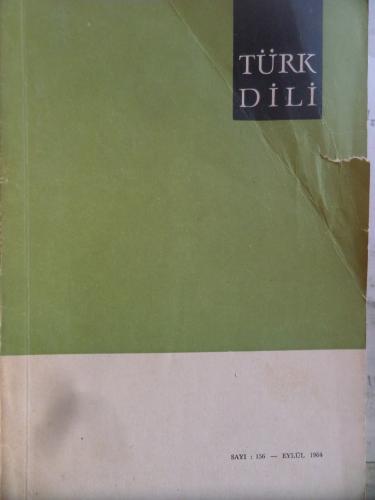 TÜRK
DİLİ
SAYI : 156 — EYLÜL 1964